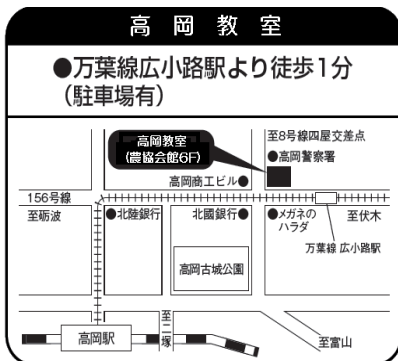 高岡教室
●万葉線広小路駅より徒歩1分
（駐車場有）
高岡教室
（農協会館6F）
至8号線四屋交差点
●高岡警察署
高岡商工ビル●
156号線
至砺波
●北陸銀行
北國銀行●
●メガネの
ハラダ
至伏木
万葉線 広小路駅
高岡古城公園
高岡駅
至二塚
至富山